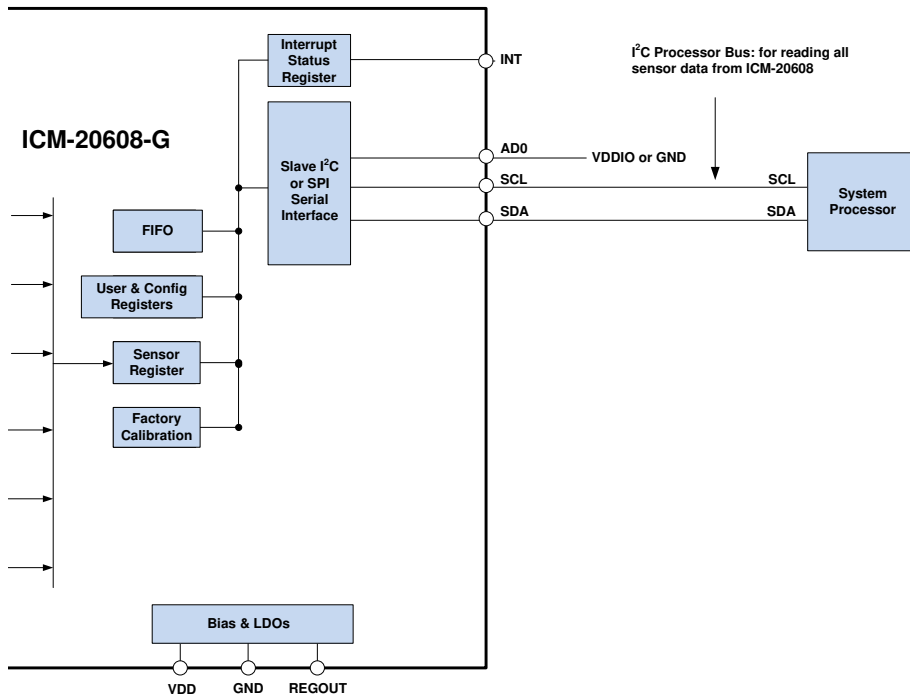 Interrupt
Status
Register
INT
I²C Processor Bus: for reading all
sensor data from ICM-20608
ICM-20608-G
Slave I²C
or SPI
Serial
Interface
AD0
VDDIO or GND
SCL
SCL
SDA
SDA
System
Processor
FIFO
User & Config
Registers
Sensor
Register
Factory
Calibration
Bias & LDOs
VDD
GND
REGOUT